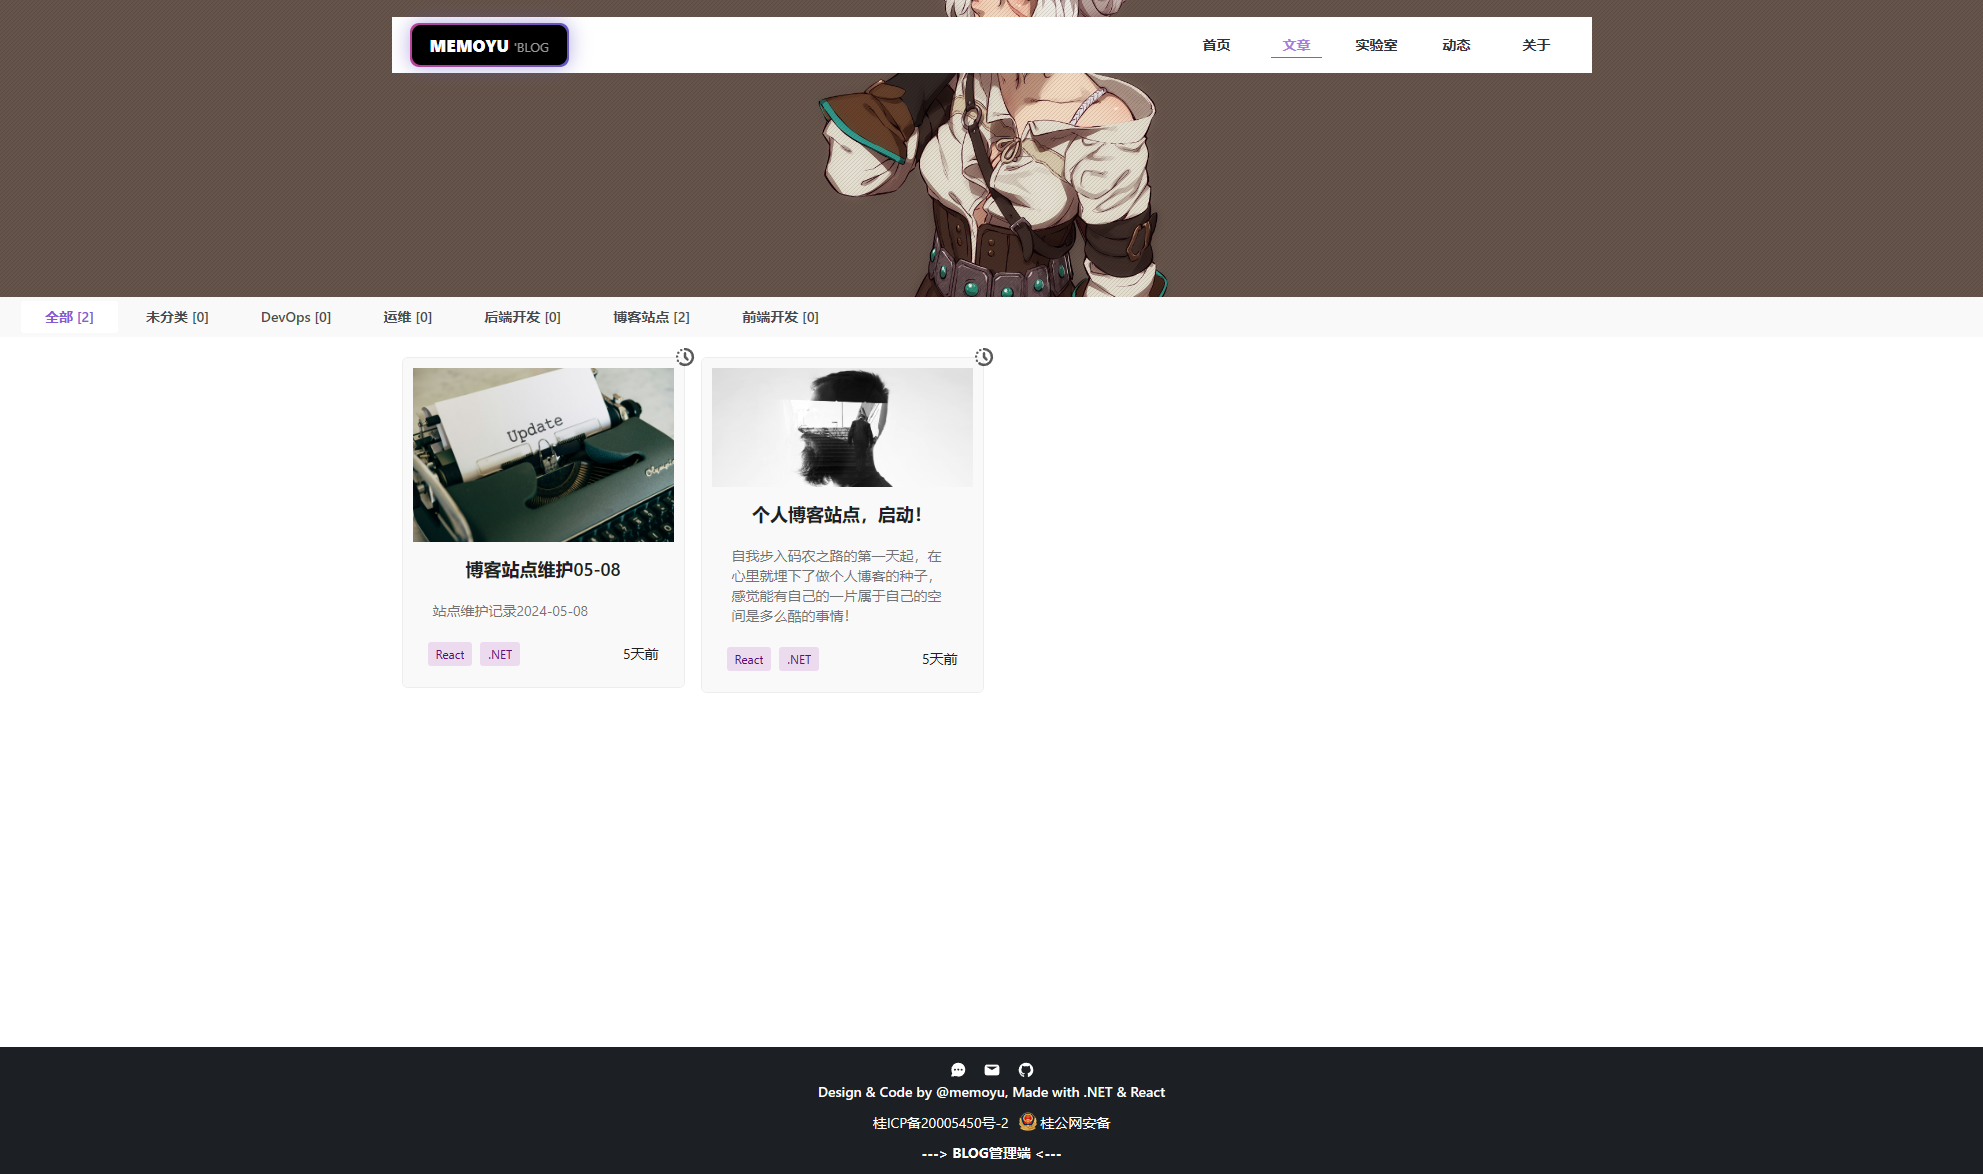 MEMOYU 'BLOG
首页 文章 实验室 动态 关于
全部 [2] 未分类 [0] DevOps [0] 运维 [0] 后端开发 [0] 博客站点 [2] 前端开发 [0]
Update
Olympia
博客站点维护05-08
站点维护记录2024-05-08
React .NET 5天前
个人博客站点，启动！
自我步入码农之路的第一天起，在
心里就埋下了做个人博客的种子，
感觉能有自己的一片属于自己的空
间是多么酷的事情！
React .NET 5天前
Design & Code by @memoyu, Made with .NET & React
桂ICP备20005450号-2 桂公网安备
---> BLOG管理端 <---